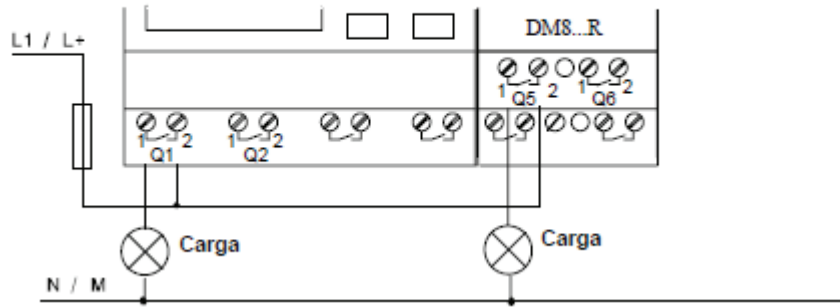 DM8...R
L1 / L+
1 2 1 2
Q5 Q6
1 2 1 2
Q1 Q2
Carga Carga
N / M